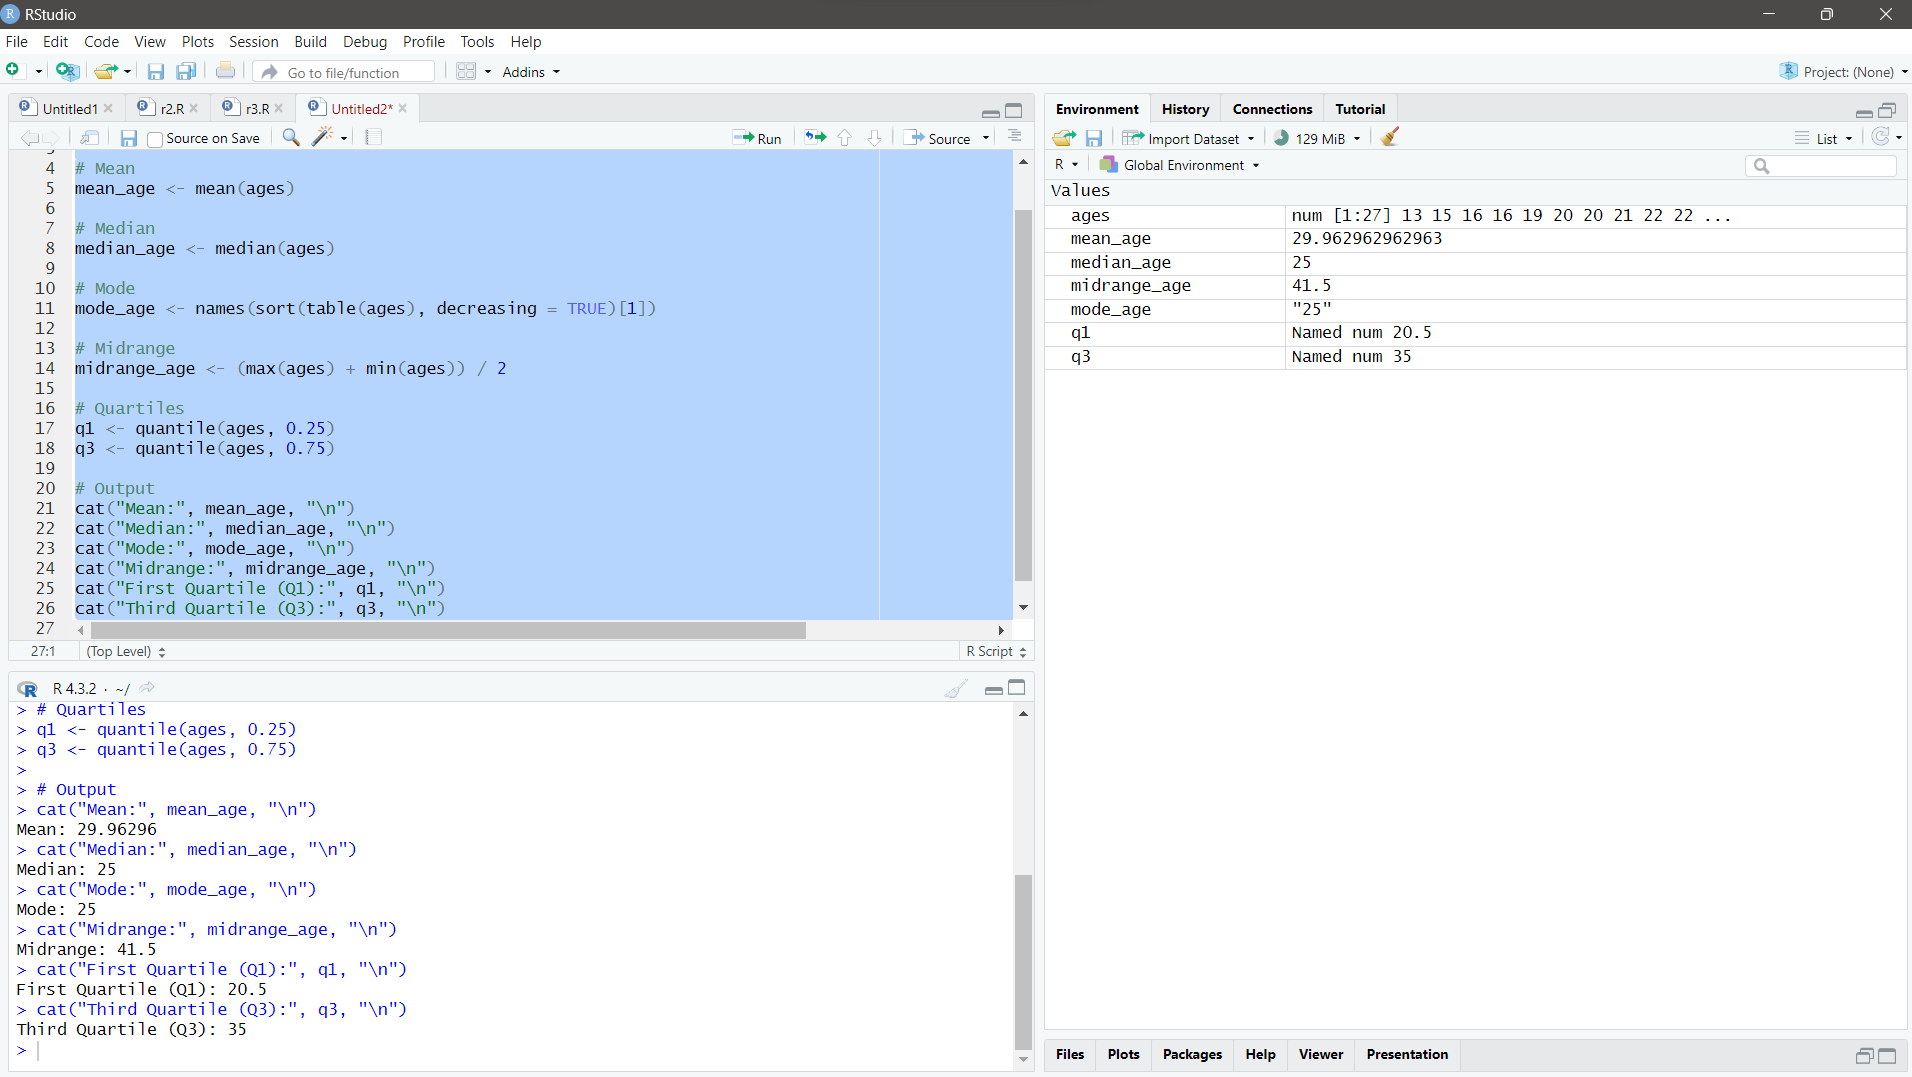 RStudio
File Edit Code View Plots Session Build Debug Profile Tools Help
Go to file/function Addins Project: (None)
Untitled1 r2.R r3.R Untitled2*
Source on Save Run Source
4 # Mean
5 mean_age <- mean(ages)
6
7 # Median
8 median_age <- median(ages)
9
10 # Mode
11 mode_age <- names(sort(table(ages), decreasing = TRUE)[1])
12
13 # Midrange
14 midrange_age <- (max(ages) + min(ages)) / 2
15
16 # Quartiles
17 q1 <- quantile(ages, 0.25)
18 q3 <- quantile(ages, 0.75)
19
20 # Output
21 cat("Mean:", mean_age, "\n")
22 cat("Median:", median_age, "\n")
23 cat("Mode:", mode_age, "\n")
24 cat("Midrange:", midrange_age, "\n")
25 cat("First Quartile (Q1):", q1, "\n")
26 cat("Third Quartile (Q3):", q3, "\n")
27
27:1 (Top Level) R Script
R 4.3.2 · ~/
> # Quartiles
> q1 <- quantile(ages, 0.25)
> q3 <- quantile(ages, 0.75)
>
> # Output
> cat("Mean:", mean_age, "\n")
Mean: 29.96296
> cat("Median:", median_age, "\n")
Median: 25
> cat("Mode:", mode_age, "\n")
Mode: 25
> cat("Midrange:", midrange_age, "\n")
Midrange: 41.5
> cat("First Quartile (Q1):", q1, "\n")
First Quartile (Q1): 20.5
> cat("Third Quartile (Q3):", q3, "\n")
Third Quartile (Q3): 35
>
Environment History Connections Tutorial
Import Dataset 129 MiB List
R Global Environment
Values
ages num [1:27] 13 15 16 16 19 20 20 21 22 22 ...
mean_age 29.962962962963
median_age 25
midrange_age 41.5
mode_age "25"
q1 Named num 20.5
q3 Named num 35
Files Plots Packages Help Viewer Presentation